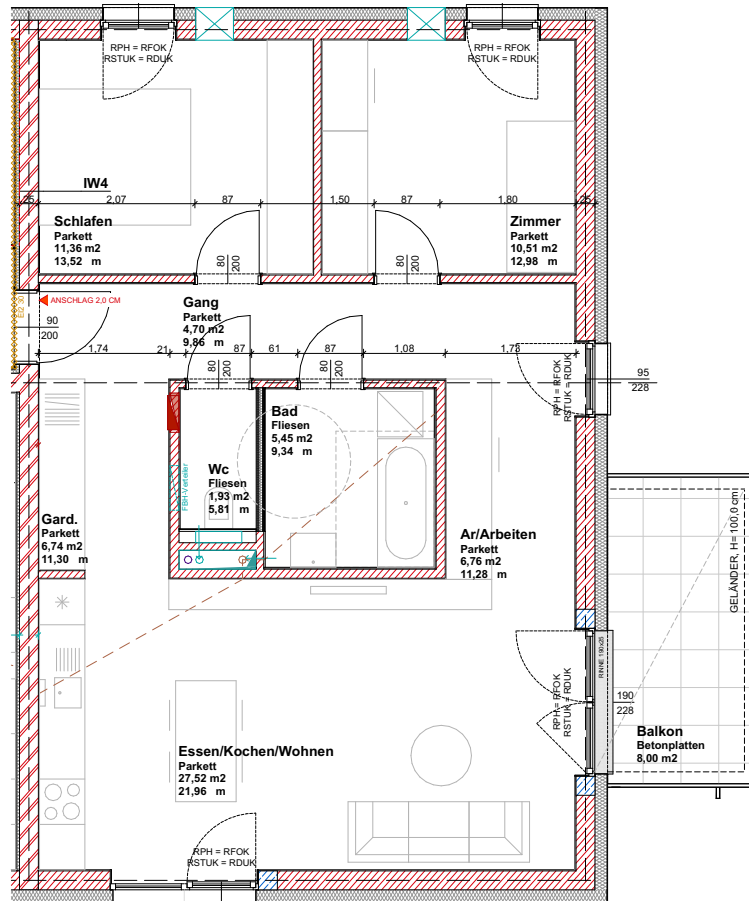 RPH = RFOK
RSTUK = RDUK
RPH = RFOK
RSTUK = RDUK
IW4
25
2,07
87
1,50
87
1,80
25
Schlafen
Parkett
11,36 m2
13,52 m
Zimmer
Parkett
10,51 m2
12,98 m
80
200
80
200
EI2 30
ANSCHLAG 2,0 CM
90
200
Gang
Parkett
4,70 m2
9,86 m
1,74
21
87
61
87
1,08
1,73
80
200
80
200
RPH = RFOK
RSTUK = RDUK
95
228
Bad
Fliesen
5,45 m2
9,34 m
Wc
Fliesen
1,93 m2
5,81 m
FBH-Verteiler
Gard.
Parkett
6,74 m2
11,30 m
Ar/Arbeiten
Parkett
6,76 m2
11,28 m
GELÄNDER, H=100,0 cm
RINNE 190x25
RPH = RFOK
RSTUK = RDUK
190
228
Balkon
Betonplatten
8,00 m2
Essen/Kochen/Wohnen
Parkett
27,52 m2
21,96 m
RPH = RFOK
RSTUK = RDUK